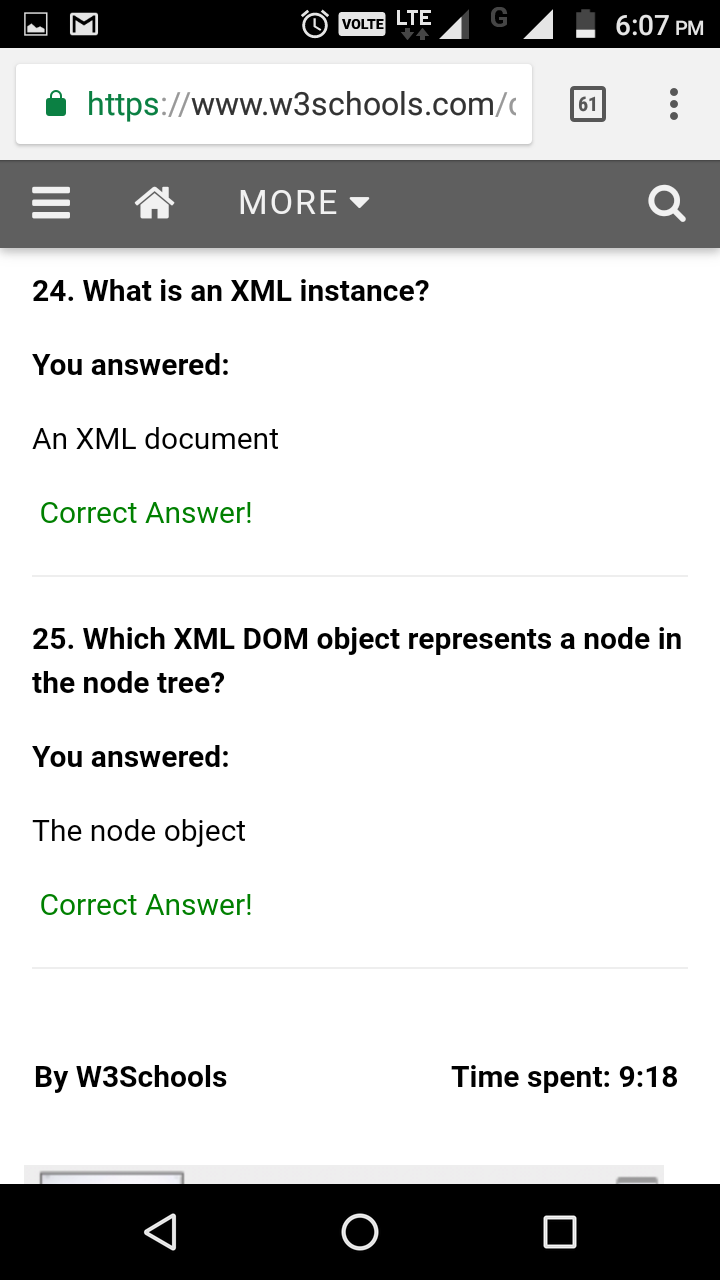 VOLTE LTE G 6:07 PM
https://www.w3schools.com/ 61
MORE
24. What is an XML instance?
You answered:
An XML document
Correct Answer!
25. Which XML DOM object represents a node in
the node tree?
You answered:
The node object
Correct Answer!
By W3Schools Time spent: 9:18